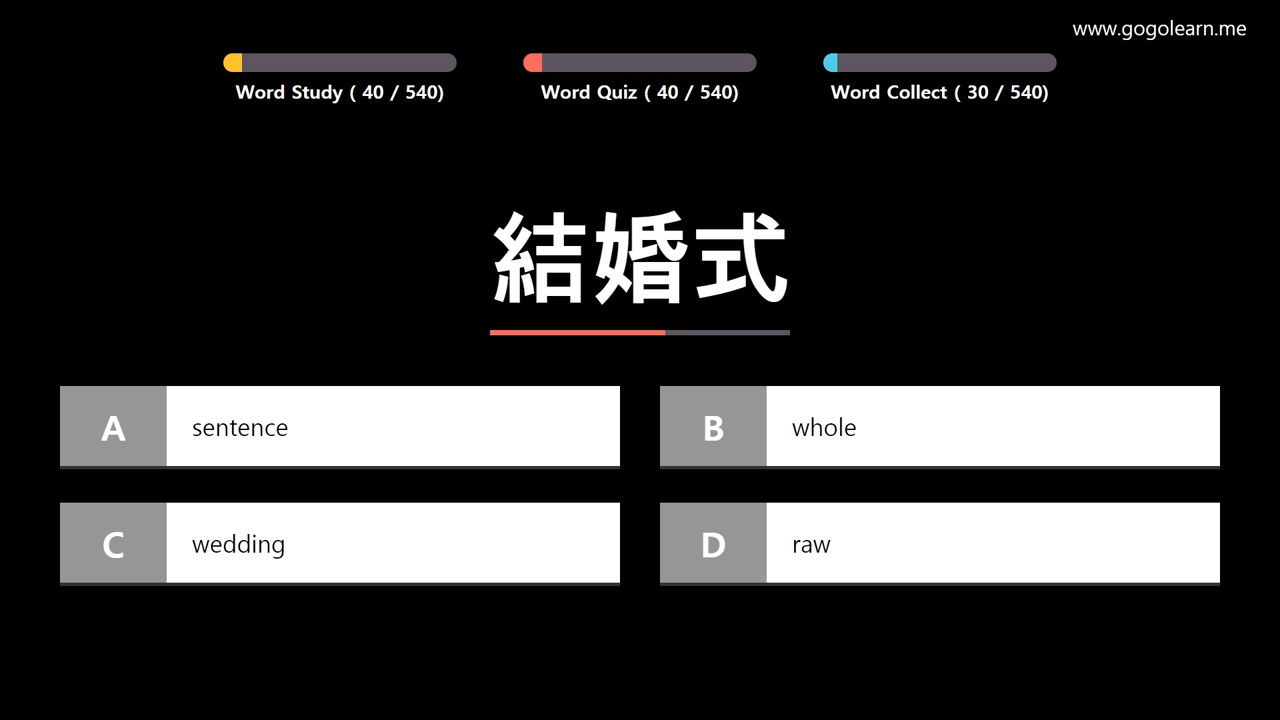 www.gogolearn.me
Word Study ( 40 / 540)
Word Quiz ( 40 / 540)
Word Collect ( 30 / 540)
結婚式
A sentence
B whole
C wedding
D raw